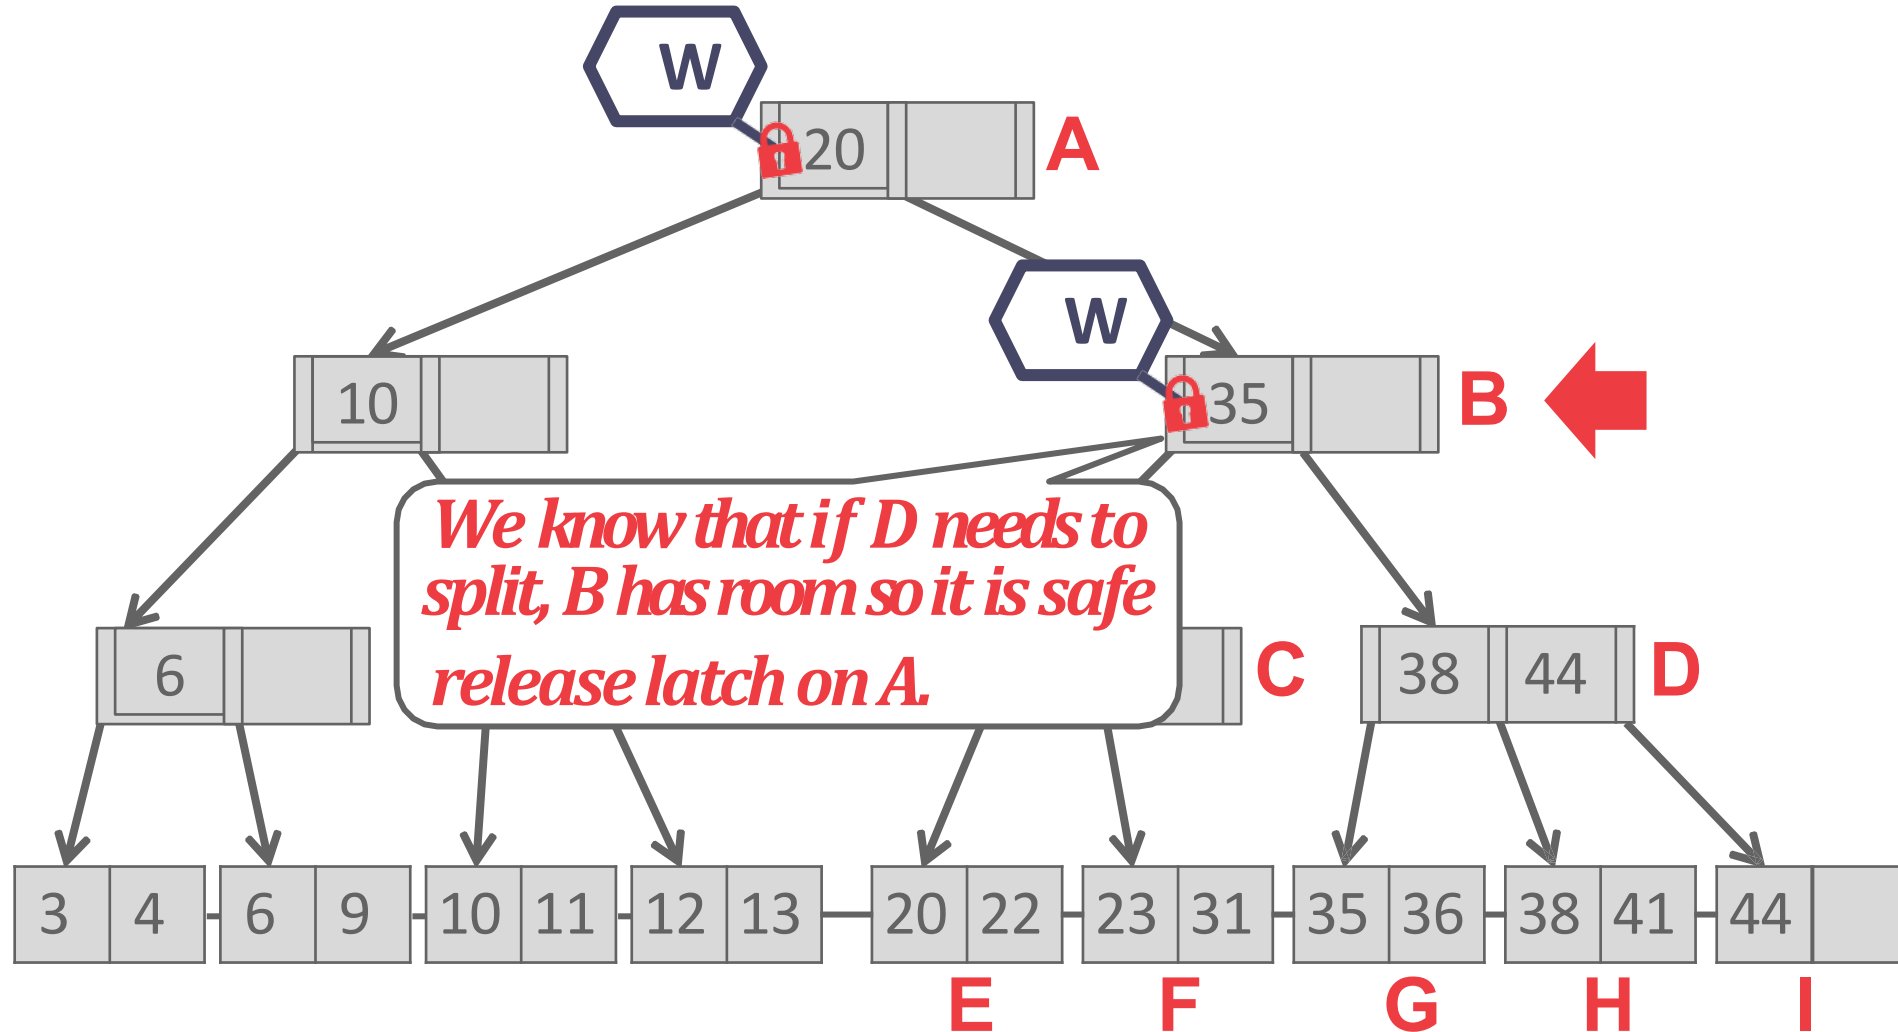 W
20
A
W
10
35
B
We know that if D needs to
split, B has room so it is safe
release latch on A.
6
C
38 44
D
3 4 6 9 10 11 12 13 20 22 23 31 35 36 38 41 44
E F G H I